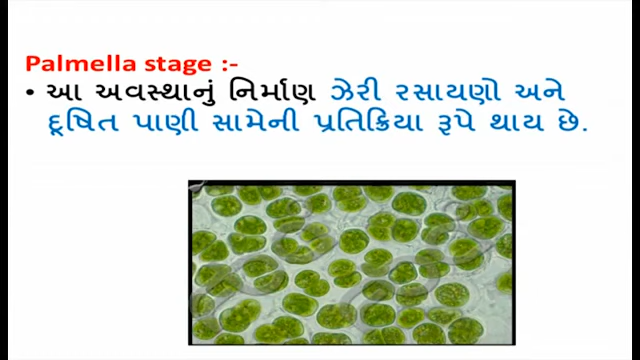 Palmella stage :-
• આ અવસ્થાનું નિર્માણ ઝેરી રસાયણો અને
દૂષિત પાણી સામેની પ્રતિક્રિયા રૂપે થાય છે.